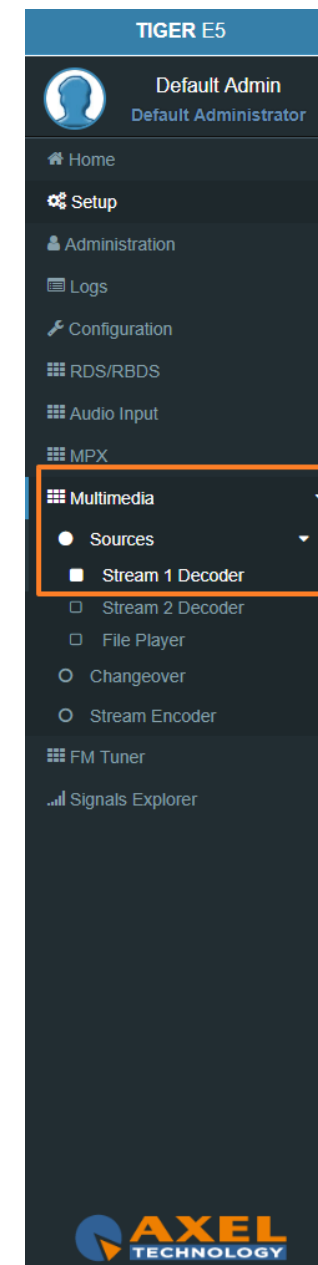 TIGER E5
Default Admin
Default Administrator
Home
Setup
Administration
Logs
Configuration
RDS/RBDS
Audio Input
MPX
Multimedia
Sources
Stream 1 Decoder
Stream 2 Decoder
File Player
Changeover
Stream Encoder
FM Tuner
Signals Explorer
AXEL
TECHNOLOGY